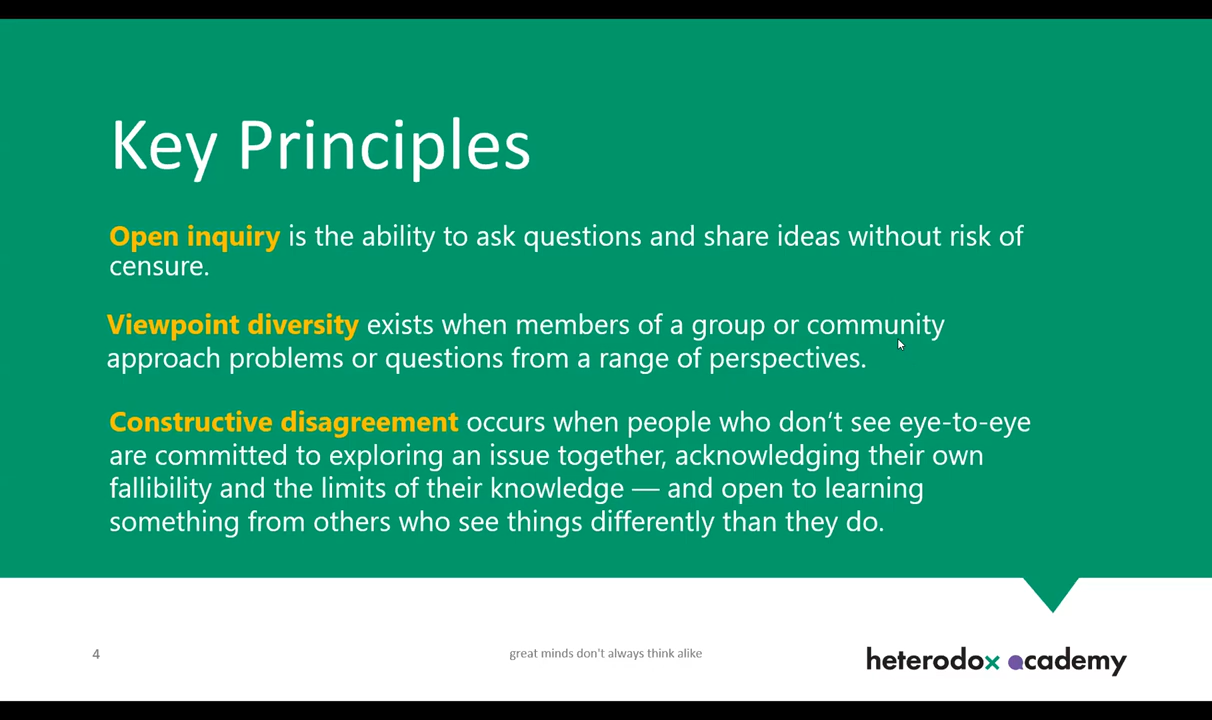 Key Principles
Open inquiry is the ability to ask questions and share ideas without risk of
censure.
Viewpoint diversity exists when members of a group or community
approach problems or questions from a range of perspectives.
Constructive disagreement occurs when people who don’t see eye-to-eye
are committed to exploring an issue together, acknowledging their own
fallibility and the limits of their knowledge — and open to learning
something from others who see things differently than they do.
4
great minds don't always think alike
heterodox academy